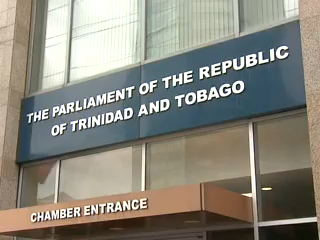 THE PARLIAMENT OF THE REPUBLIC
OF TRINIDAD AND TOBAGO
CHAMBER ENTRANCE